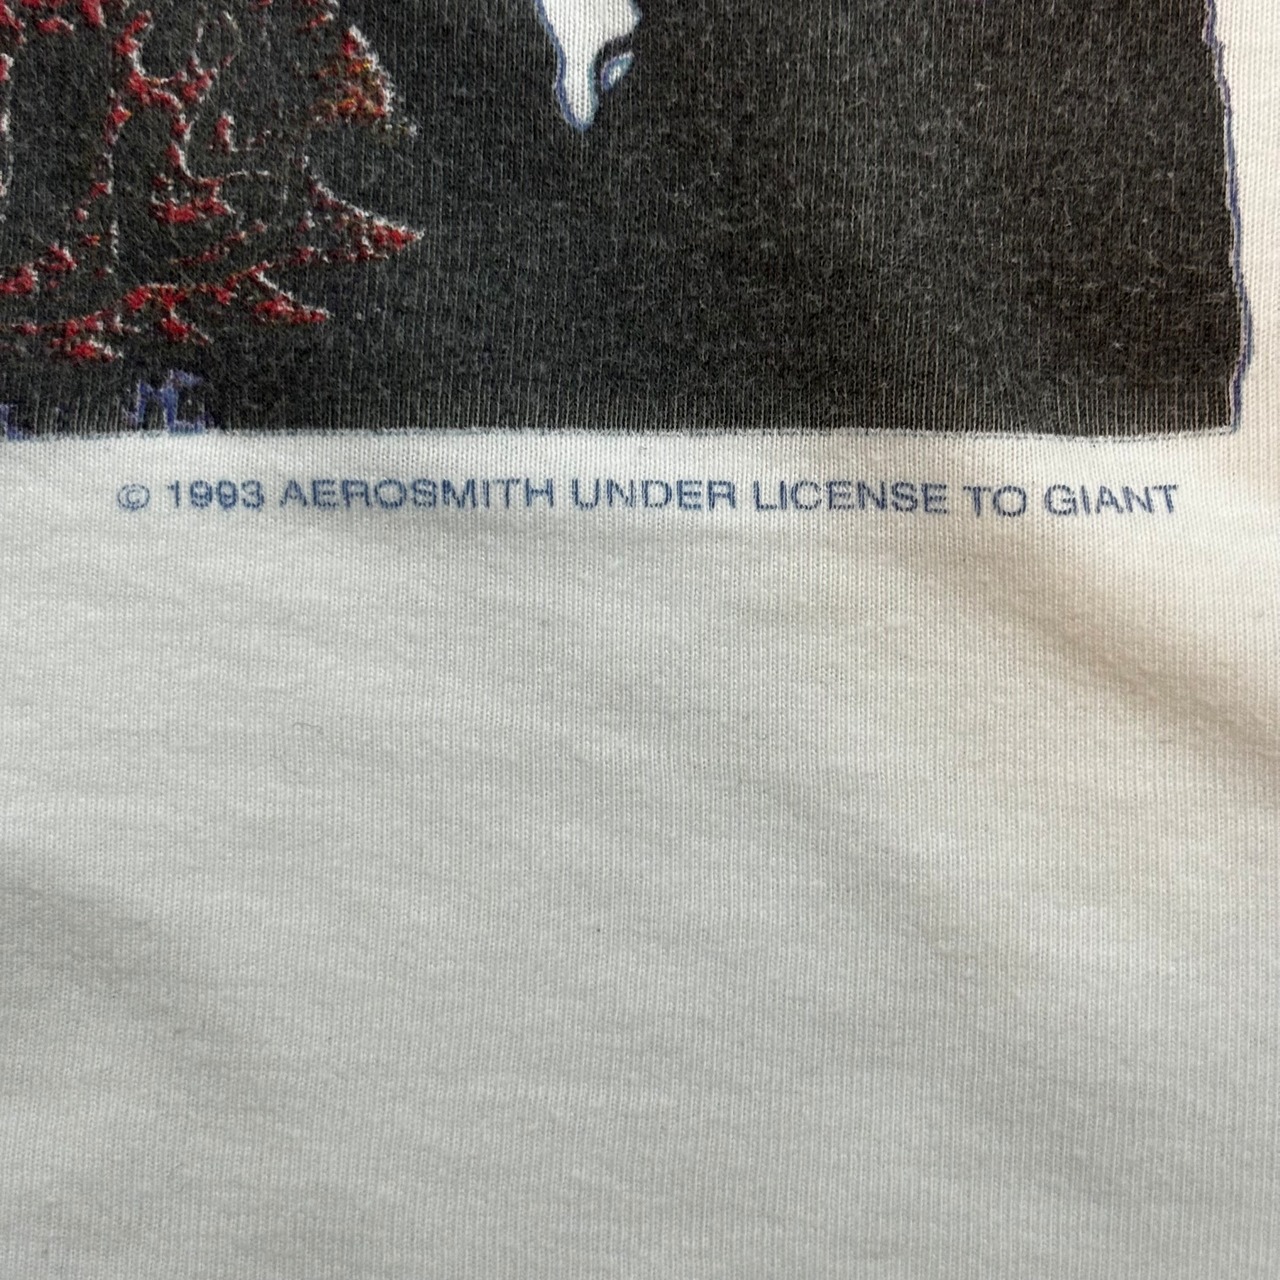 © 1993 AEROSMITH UNDER LICENSE TO GIANT